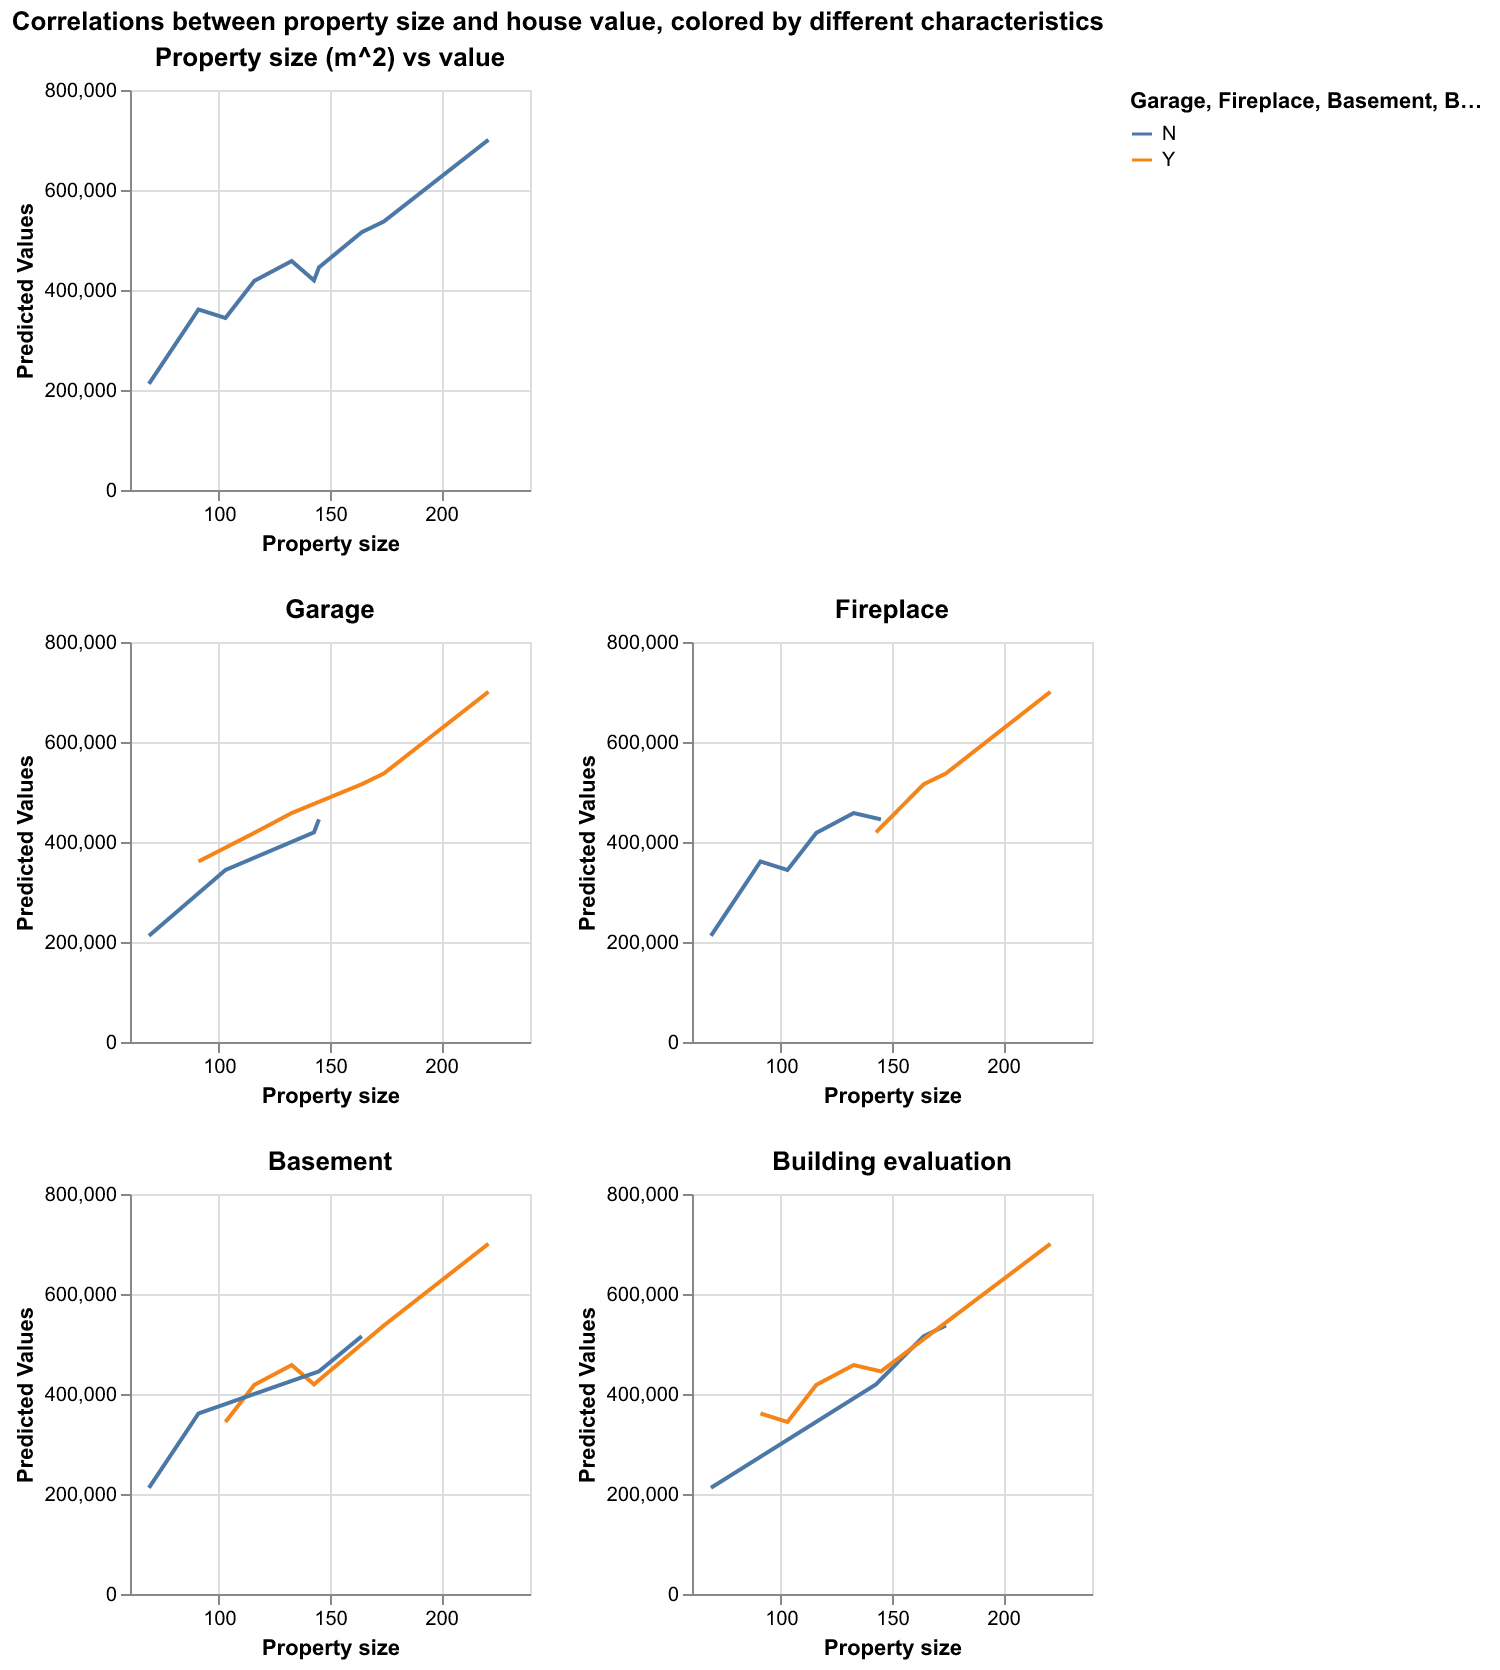 Correlations between property size and house value, colored by different characteristics
Property size (m^2) vs value
800,000
600,000
400,000
200,000
0
Predicted Values
100 150 200
Property size
Garage, Fireplace, Basement, B…
N
Y
Garage
800,000
600,000
400,000
200,000
0
Predicted Values
100 150 200
Property size
Fireplace
800,000
600,000
400,000
200,000
0
Predicted Values
100 150 200
Property size
Basement
800,000
600,000
400,000
200,000
0
Predicted Values
100 150 200
Property size
Building evaluation
800,000
600,000
400,000
200,000
0
Predicted Values
100 150 200
Property size